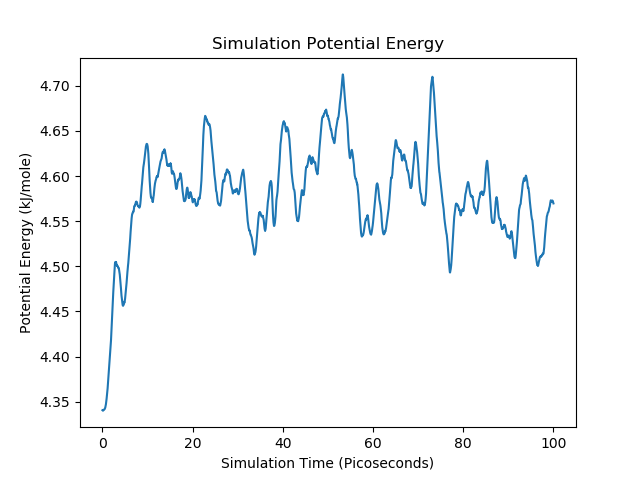 Simulation Potential Energy
Potential Energy (kJ/mole)
4.70
4.65
4.60
4.55
4.50
4.45
4.40
4.35
0 20 40 60 80 100
Simulation Time (Picoseconds)